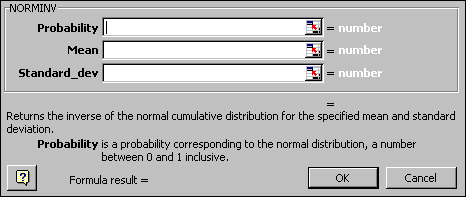 NORMINV
Probability = number
Mean = number
Standard_dev = number
=
Returns the inverse of the normal cumulative distribution for the specified mean and standard
deviation.
Probability is a probability corresponding to the normal distribution, a number
between 0 and 1 inclusive.
? Formula result = OK Cancel